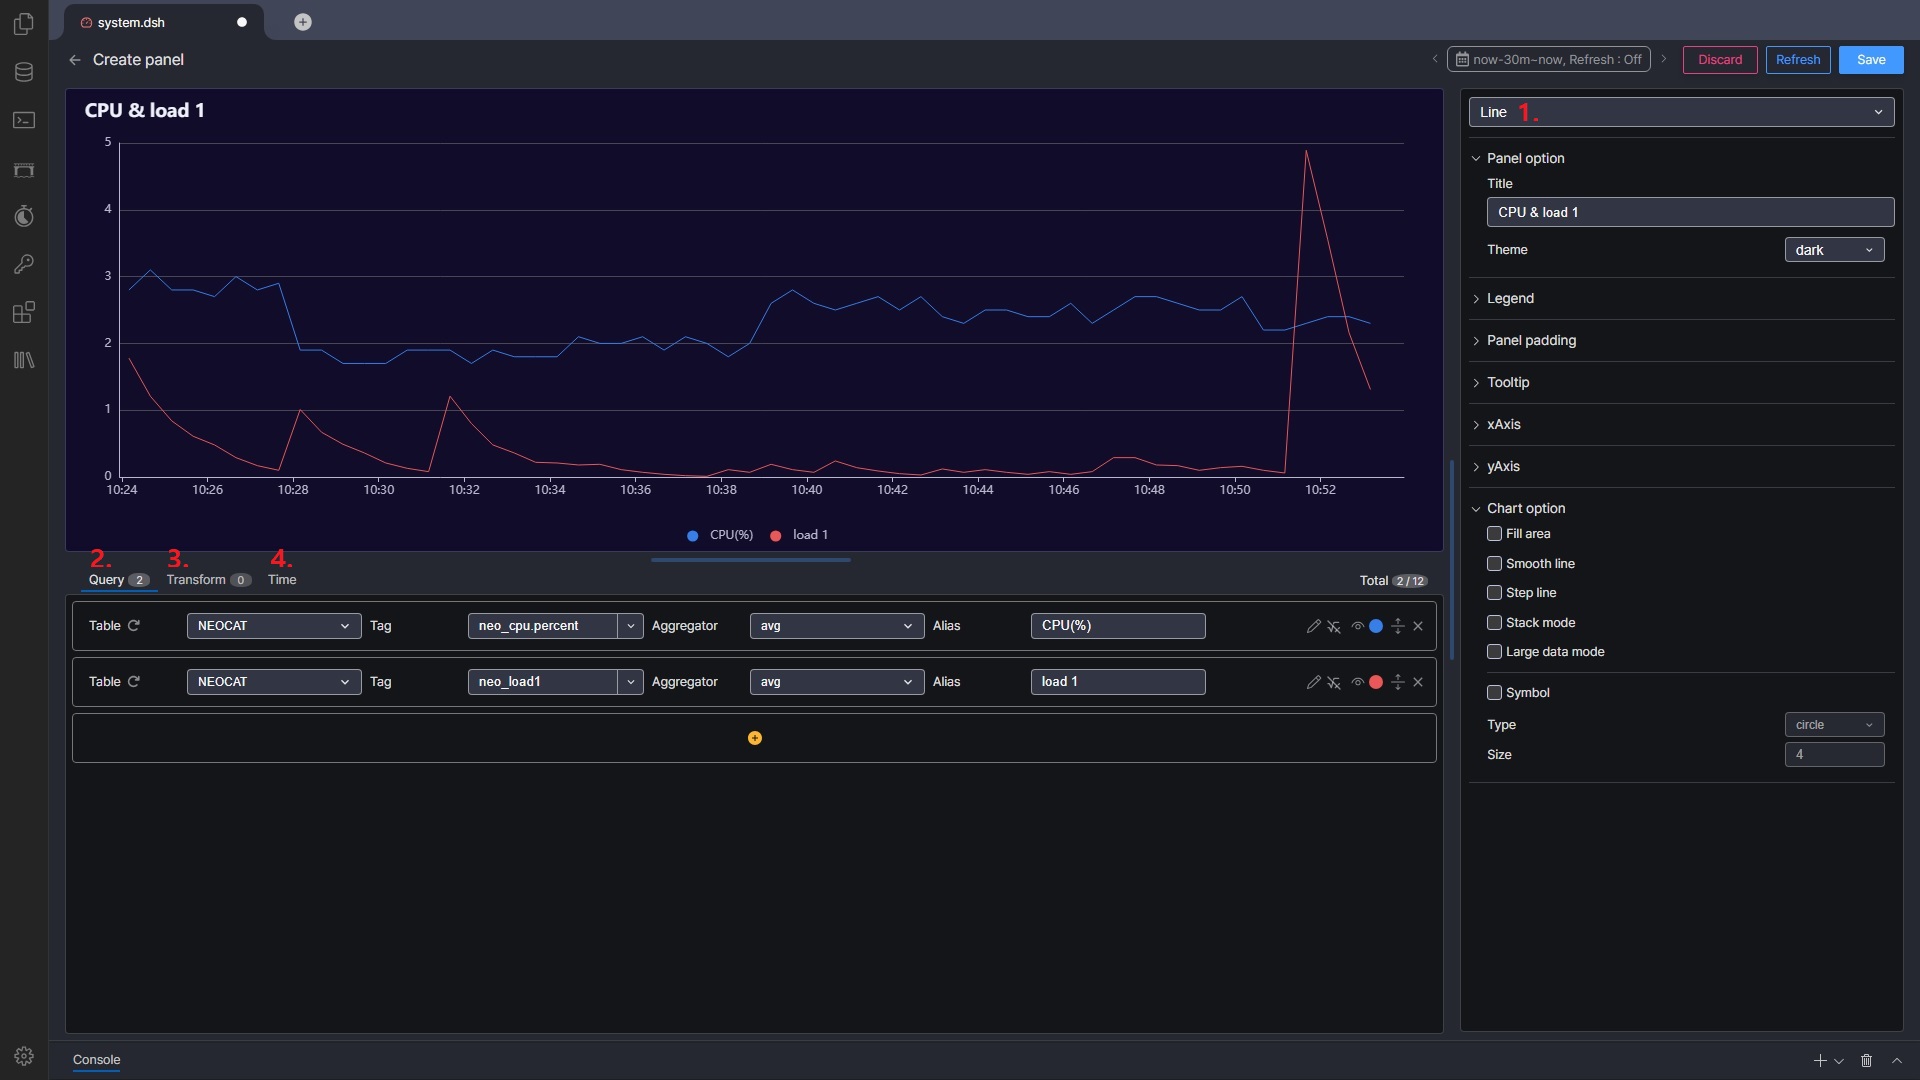 system.dsh
Create panel
now-30m~now, Refresh : Off
Discard
Refresh
Save
CPU & load 1
5
4
3
2
1
0
10:24 10:26 10:28 10:30 10:32 10:34 10:36 10:38 10:40 10:42 10:44 10:46 10:48 10:50 10:52
CPU(%) load 1
2. 3. 4.
Query 2 Transform 0 Time
Total 2 / 12
Table NEOCAT Tag neo_cpu.percent Aggregator avg Alias CPU(%)
Table NEOCAT Tag neo_load1 Aggregator avg Alias load 1
Line 1.
Panel option
Title
CPU & load 1
Theme dark
Legend
Panel padding
Tooltip
xAxis
yAxis
Chart option
Fill area
Smooth line
Step line
Stack mode
Large data mode
Symbol
Type circle
Size 4
Console